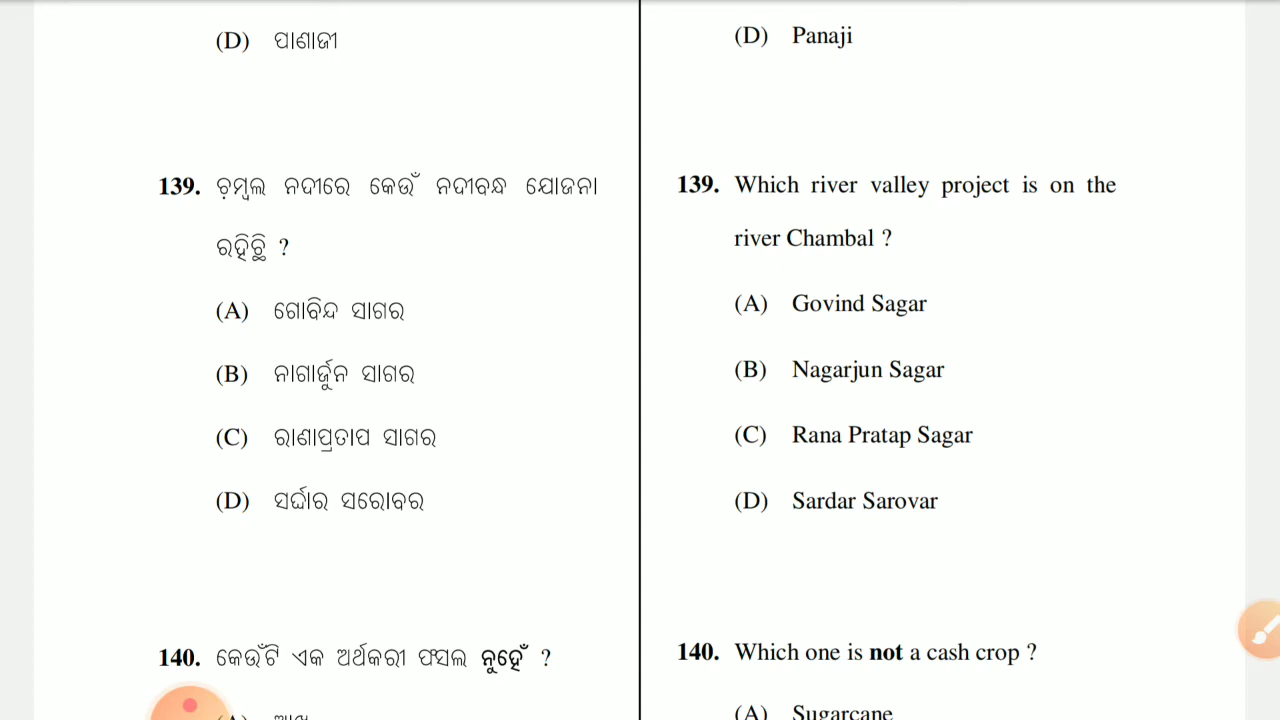 (D) ପାଣାଜୀ
139. ଚମ୍ବଲ ନଦୀରେ କେଉଁ ନଦୀବନ୍ଧ ଯୋଜନା
ରହିଛି ?
(A) ଗୋବିନ୍ଦ ସାଗର
(B) ନାଗାର୍ଜୁନ ସାଗର
(C) ରାଣାପ୍ରତାପ ସାଗର
(D) ସର୍ଦ୍ଦାର ସରୋବର
140. କେଉଁଟି ଏକ ଅର୍ଥକରୀ ଫସଲ ନୁହେଁ ?
(D) Panaji
139. Which river valley project is on the
river Chambal ?
(A) Govind Sagar
(B) Nagarjun Sagar
(C) Rana Pratap Sagar
(D) Sardar Sarovar
140. Which one is not a cash crop ?
(A) Sugarcane